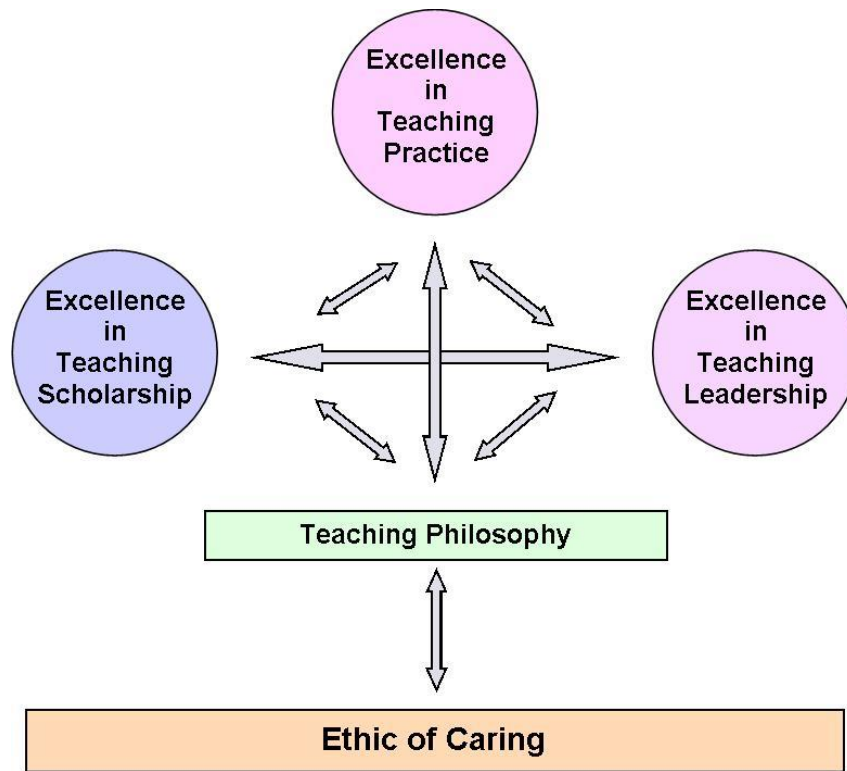 Excellence
in
Teaching
Practice
Excellence
in
Teaching
Scholarship
Excellence
in
Teaching
Leadership
Teaching Philosophy
Ethic of Caring